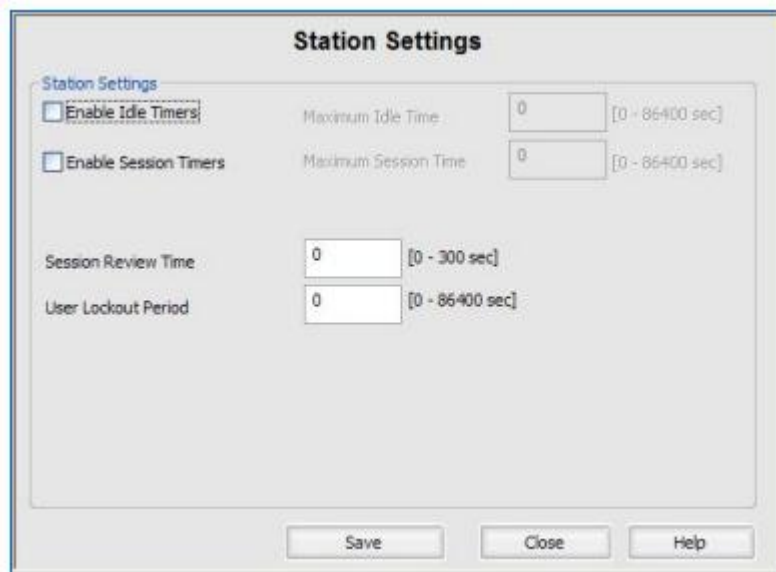 Station Settings
Station Settings
Enable Idle Timers Maximum Idle Time 0 [0 - 86400 sec]
Enable Session Timers Maximum Session Time 0 [0 - 86400 sec]
Session Review Time 0 [0 - 300 sec]
User Lockout Period 0 [0 - 86400 sec]
Save Close Help